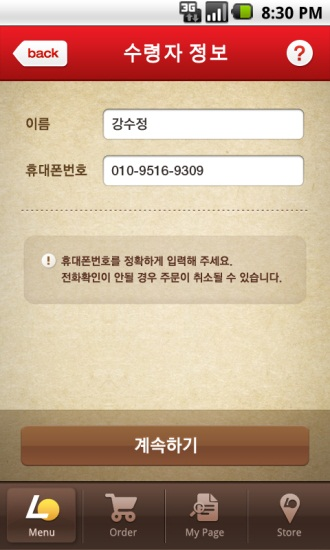 3G
8:30 PM
back
수령자 정보
?
이름
강수정
휴대폰번호
010-9516-9309
! 휴대폰번호를 정확하게 입력해 주세요.
전화확인이 안될 경우 주문이 취소될 수 있습니다.
계속하기
Menu
Order
My Page
Store